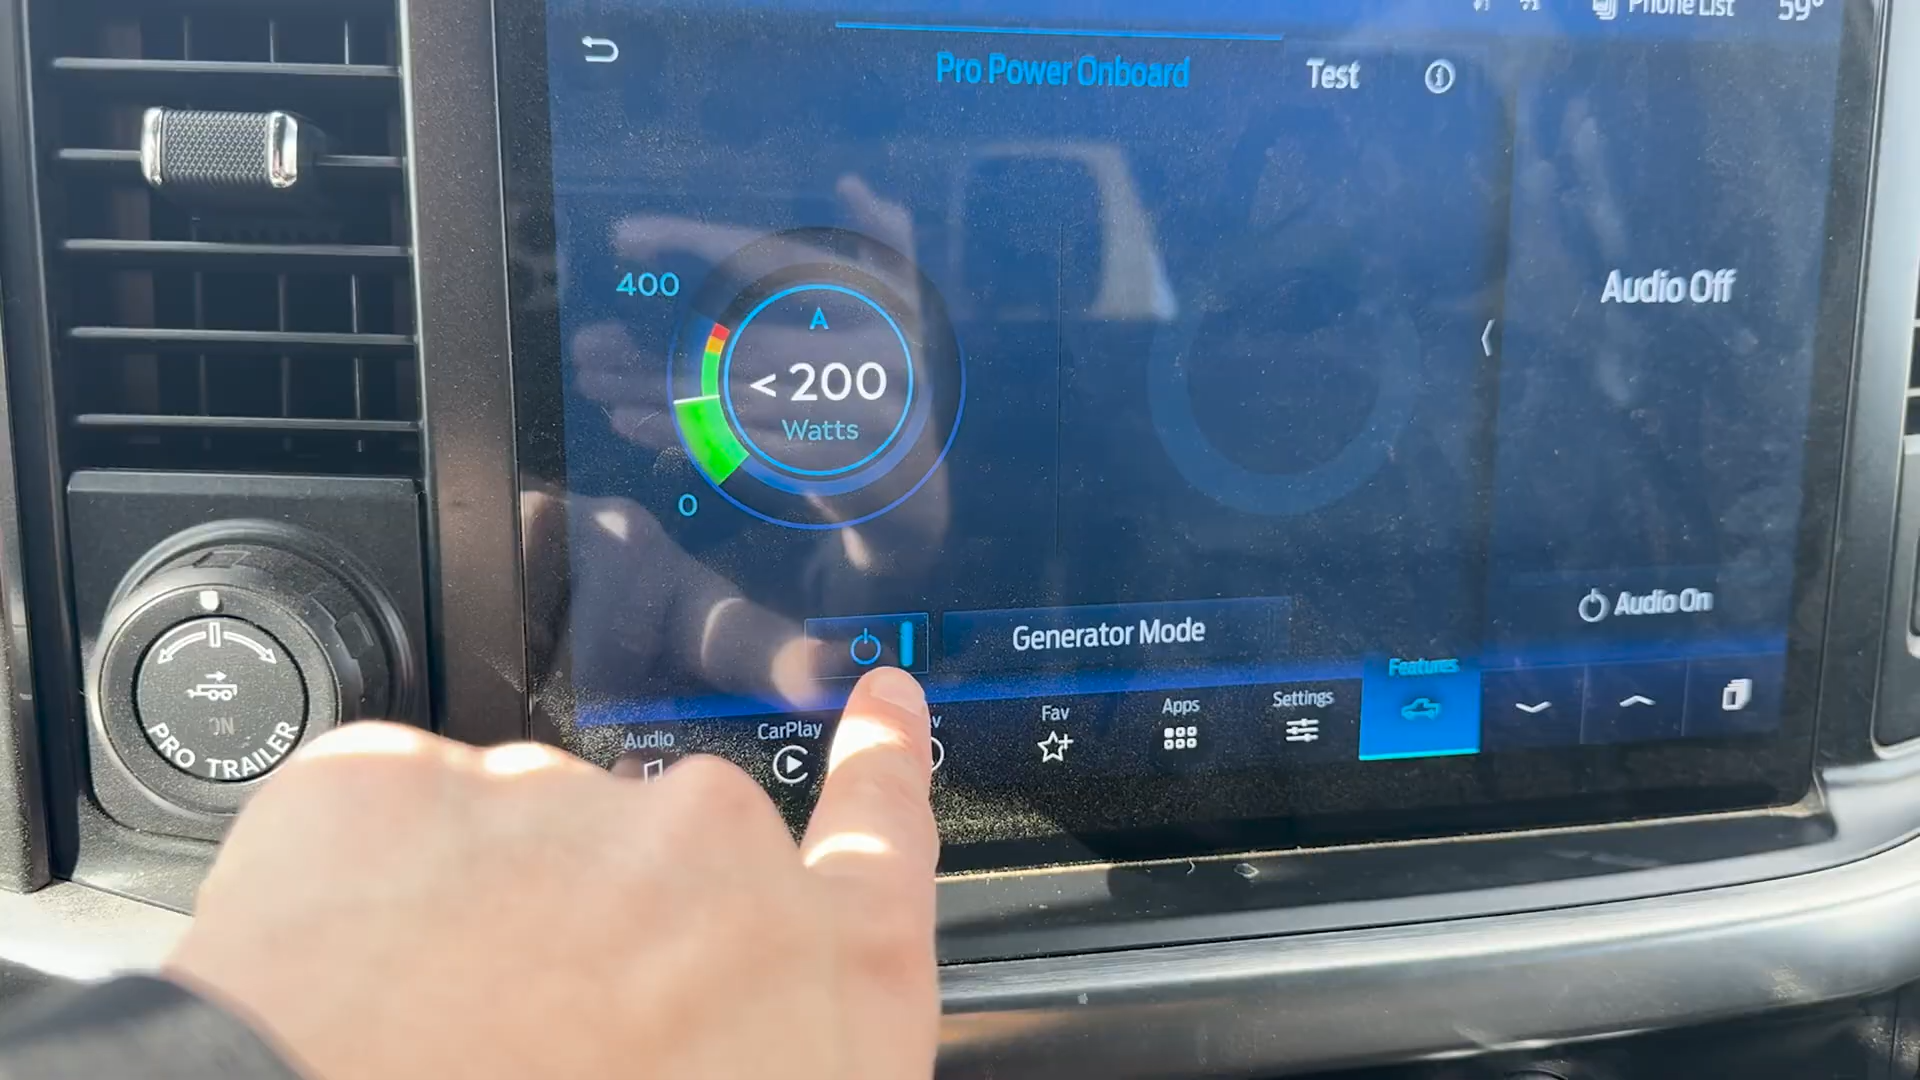 Phone List
59°
Pro Power Onboard
Test
400
A
< 200
Watts
0
Audio Off
Generator Mode
Audio On
PRO TRAILER
Audio
CarPlay
Fav
Apps
Settings
Features